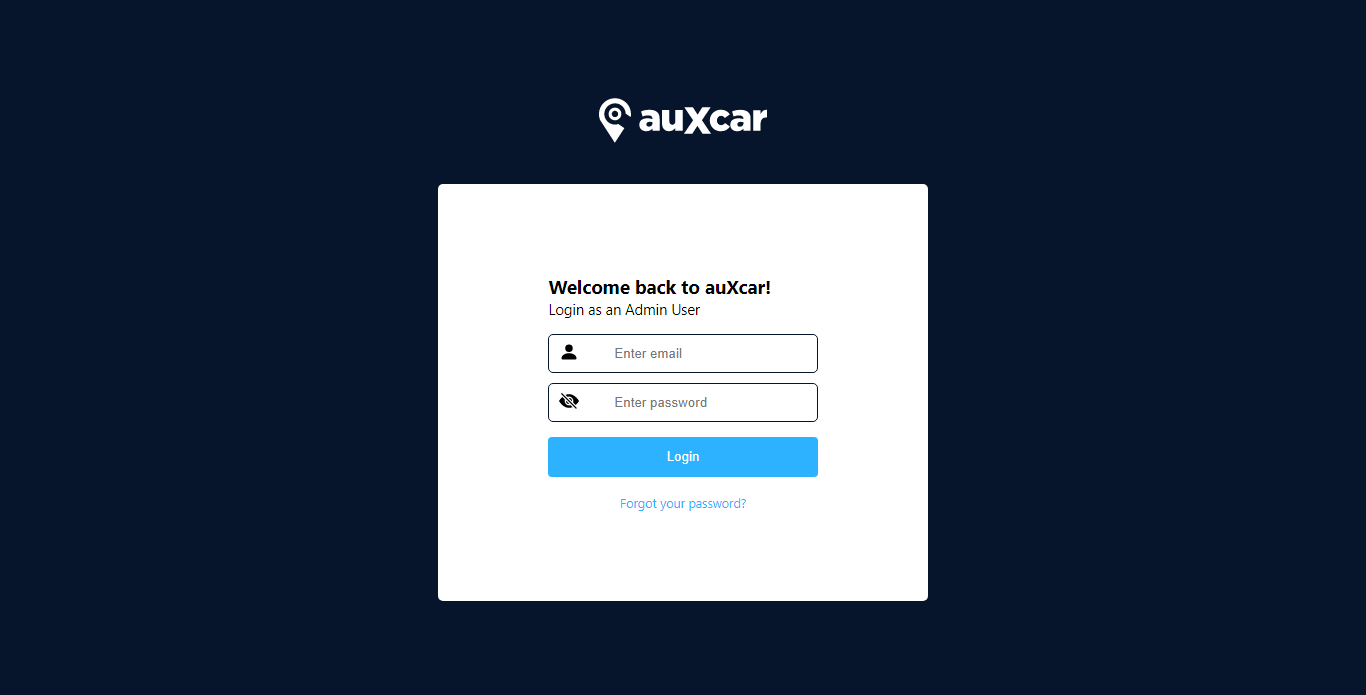 auXcar
Welcome back to auXcar!
Login as an Admin User
Enter email
Enter password
Login
Forgot your password?